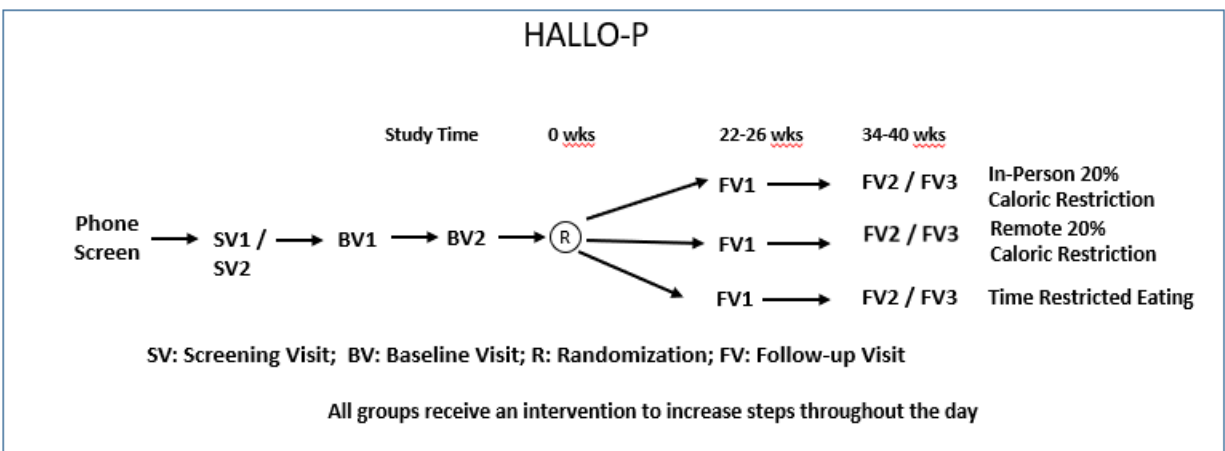 HALLO-P
Study Time 0 wks 22-26 wks 34-40 wks
FV1 FV2 / FV3 In-Person 20%
Caloric Restriction
Phone
Screen
SV1 /
SV2
BV1 BV2 R FV1 FV2 / FV3 Remote 20%
Caloric Restriction
FV1 FV2 / FV3 Time Restricted Eating
SV: Screening Visit; BV: Baseline Visit; R: Randomization; FV: Follow-up Visit
All groups receive an intervention to increase steps throughout the day